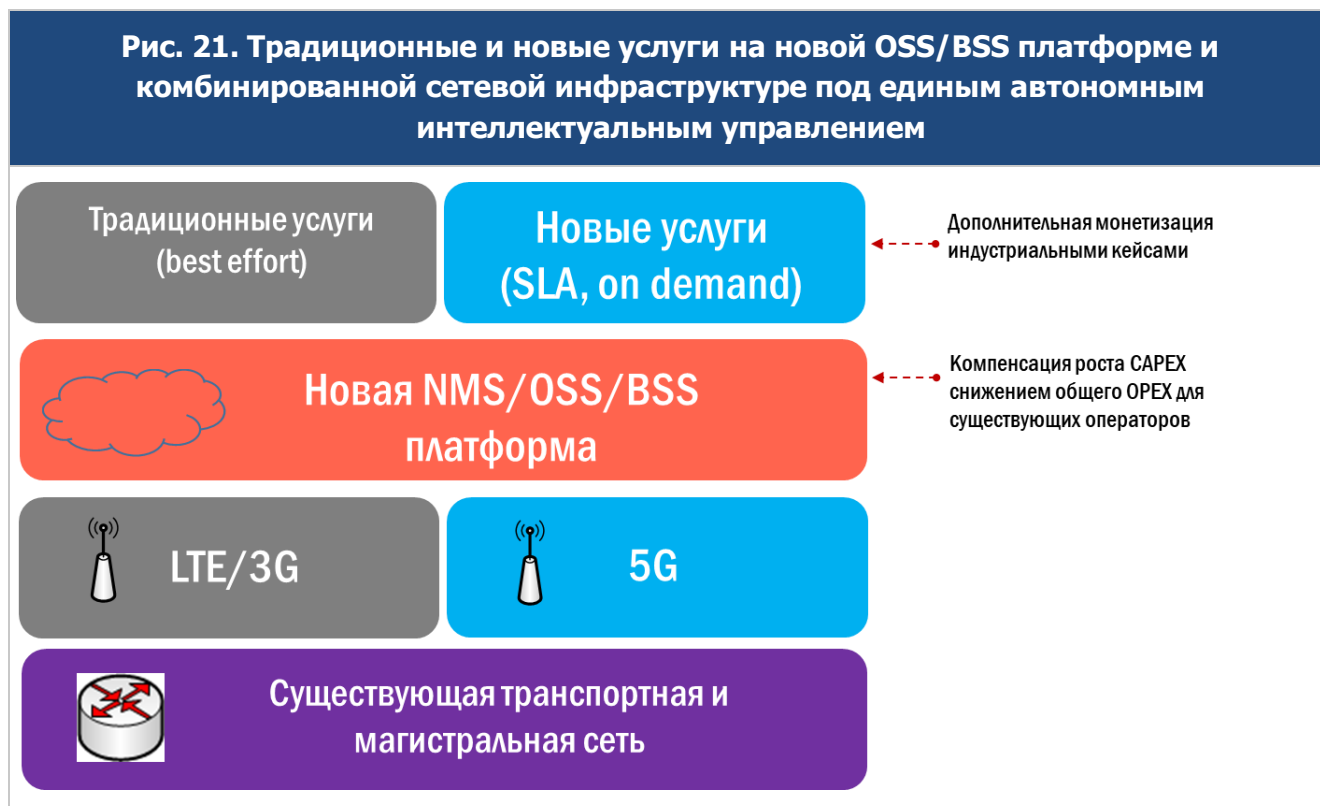 Рис. 21. Традиционные и новые услуги на новой OSS/BSS платформе и
комбинированной сетевой инфраструктуре под единым автономным
интеллектуальным управлением
Традиционные услуги
(best effort)
Новые услуги
(SLA, on demand)
Дополнительная монетизация
индустриальными кейсами
Новая NMS/OSS/BSS
платформа
Компенсация роста CAPEX
снижением общего OPEX для
существующих операторов
LTE/3G
5G
Существующая транспортная и
магистральная сеть